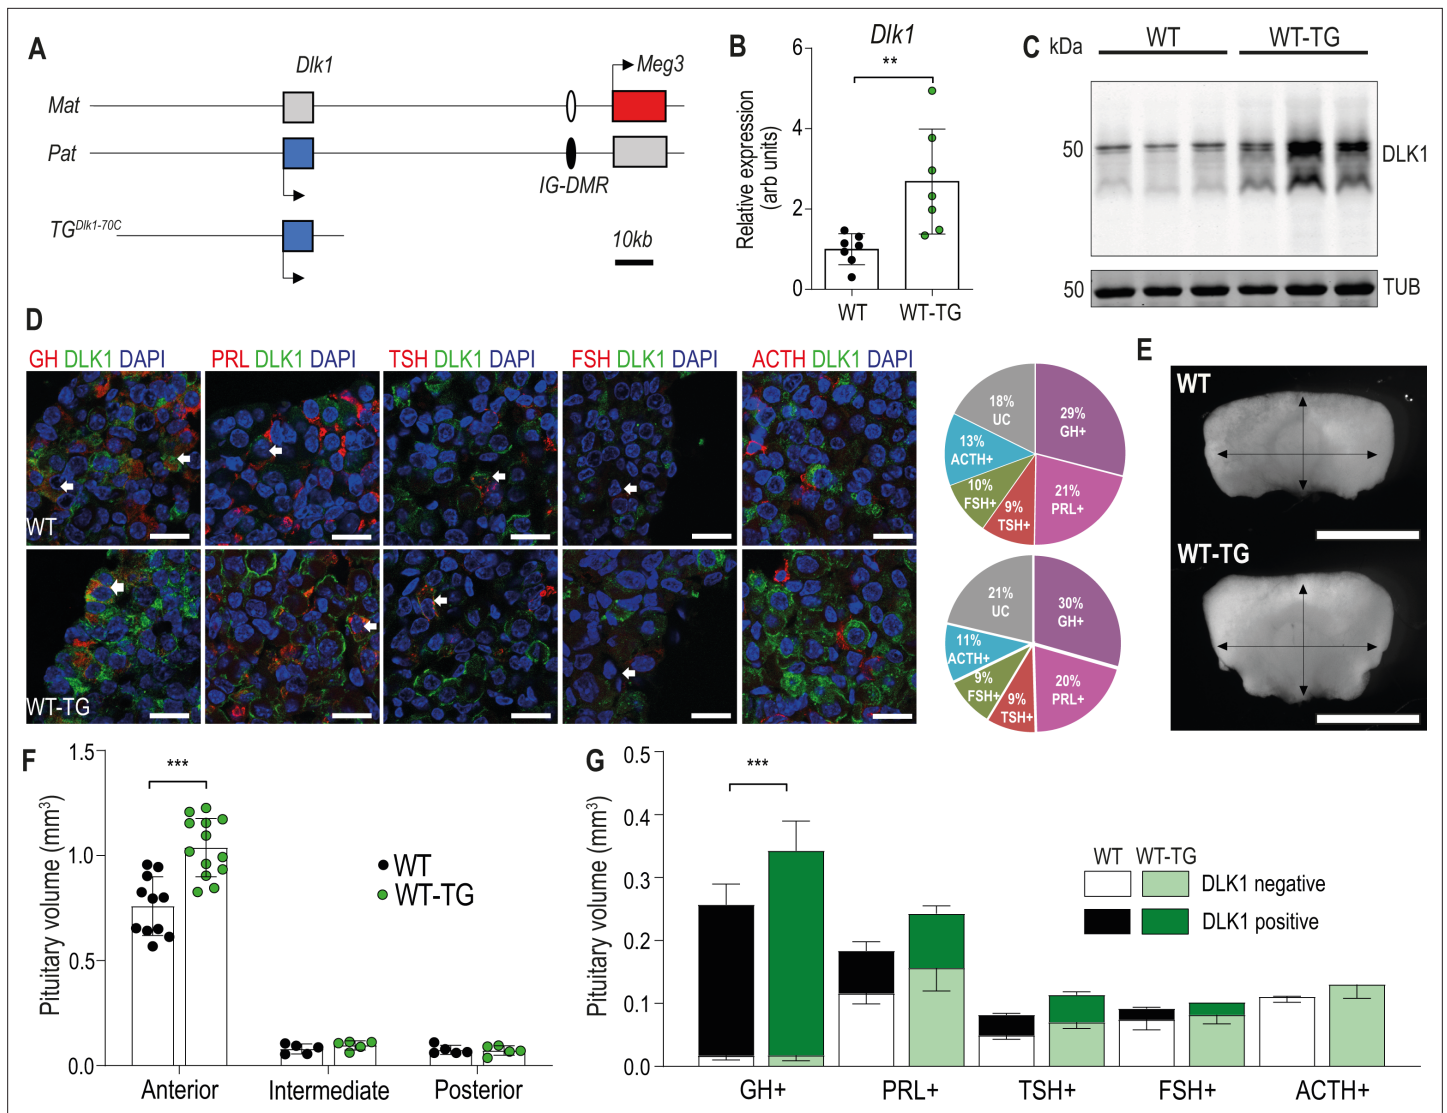 A
Dlk1
Meg3
Mat
Pat
IG-DMR
TG^Dlk1-70C
10kb
B
Dlk1
**
Relative expression
(arb units)
6
4
2
0
WT
WT-TG
C
kDa
WT
WT-TG
50
DLK1
50
TUB
D
GH DLK1 DAPI
PRL DLK1 DAPI
TSH DLK1 DAPI
FSH DLK1 DAPI
ACTH DLK1 DAPI
WT
WT-TG
18%
UC
29%
GH+
13%
ACTH+
10%
FSH+
9%
TSH+
21%
PRL+
21%
UC
30%
GH+
11%
ACTH+
9%
FSH+
9%
TSH+
20%
PRL+
E
WT
WT-TG
F
Pituitary volume (mm³)
1.5
1.0
0.5
0.0
***
WT
WT-TG
Anterior
Intermediate
Posterior
G
Pituitary volume (mm³)
0.5
0.4
0.3
0.2
0.1
0.0
***
WT WT-TG
DLK1 negative
DLK1 positive
GH+
PRL+
TSH+
FSH+
ACTH+